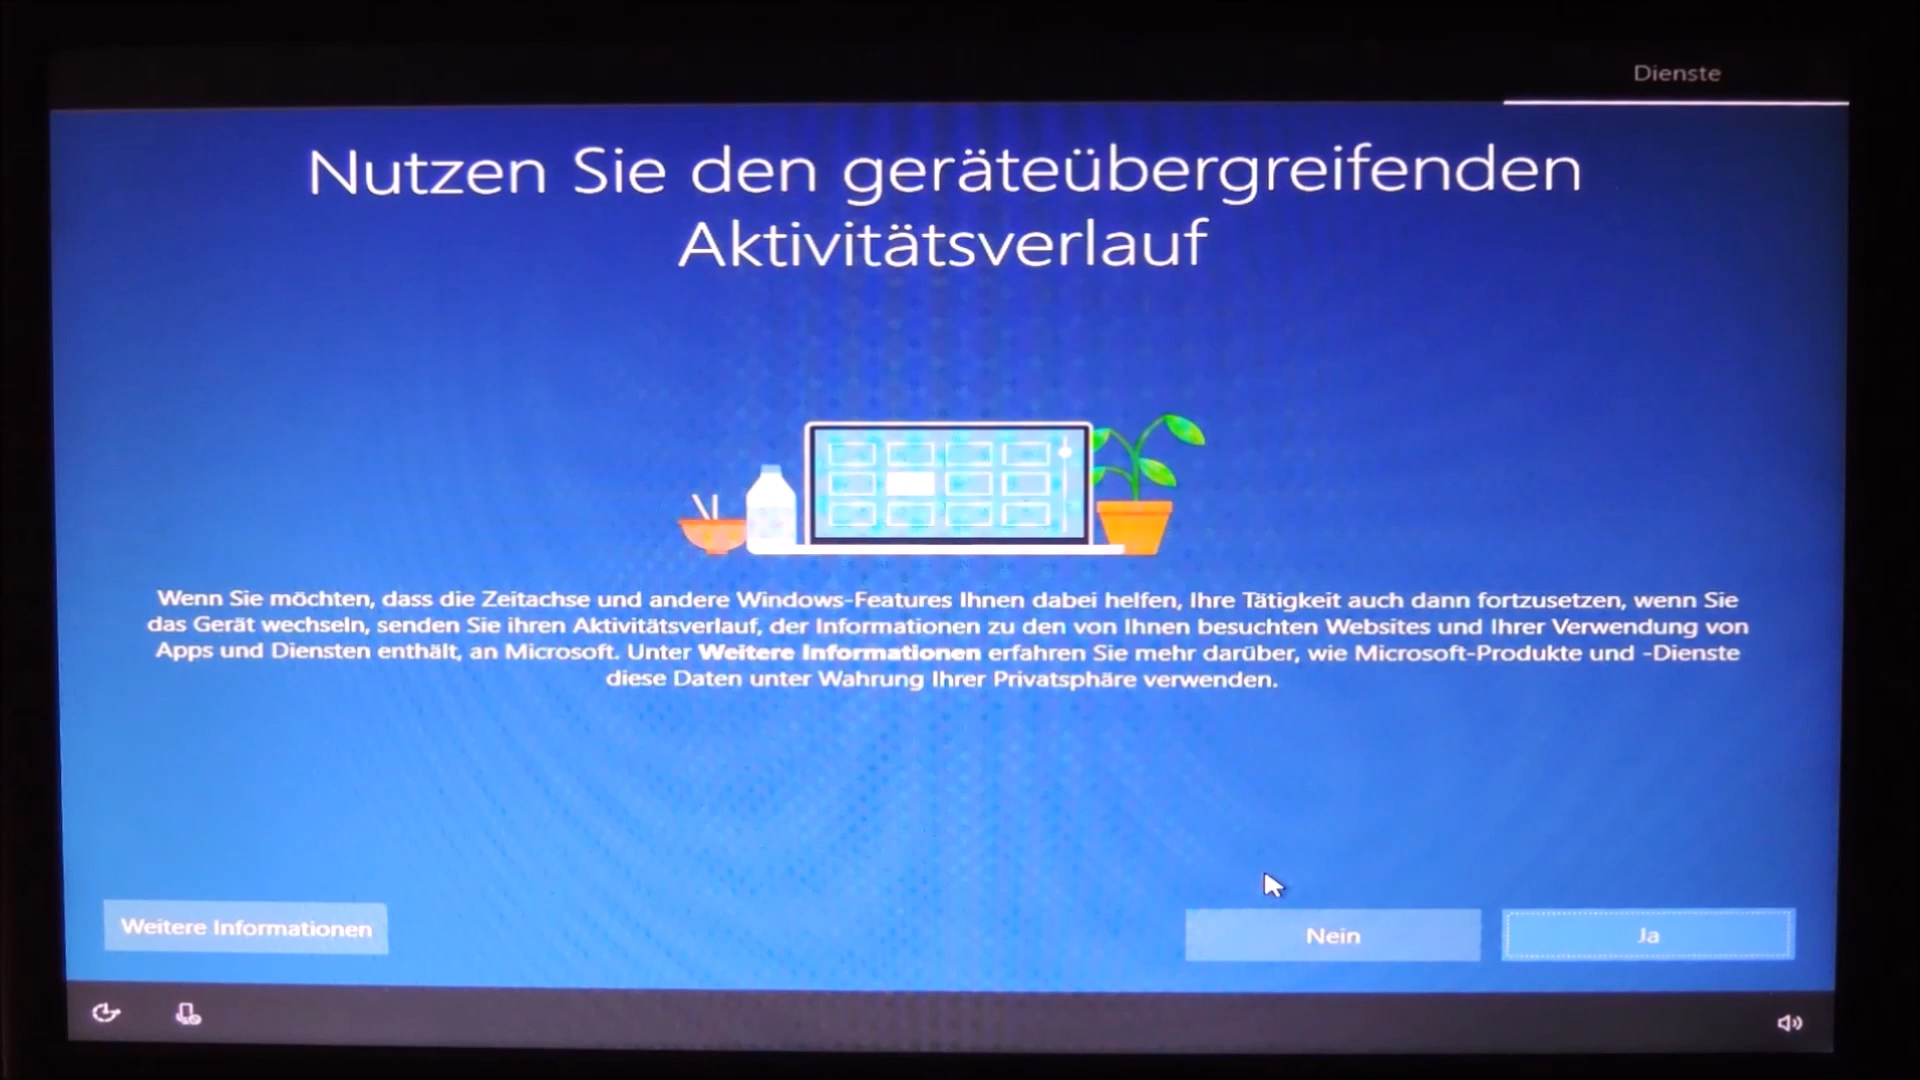 Dienste
Nutzen Sie den geräteübergreifenden
Aktivitätsverlauf
Wenn Sie möchten, dass die Zeitachse und andere Windows-Features Ihnen dabei helfen, Ihre Tätigkeit auch dann fortzusetzen, wenn Sie
das Gerät wechseln, senden Sie ihren Aktivitätsverlauf, der Informationen zu den von Ihnen besuchten Websites und Ihrer Verwendung von
Apps und Diensten enthält, an Microsoft. Unter Weitere Informationen erfahren Sie mehr darüber, wie Microsoft-Produkte und -Dienste
diese Daten unter Wahrung Ihrer Privatsphäre verwenden.
Weitere Informationen
Nein
Ja